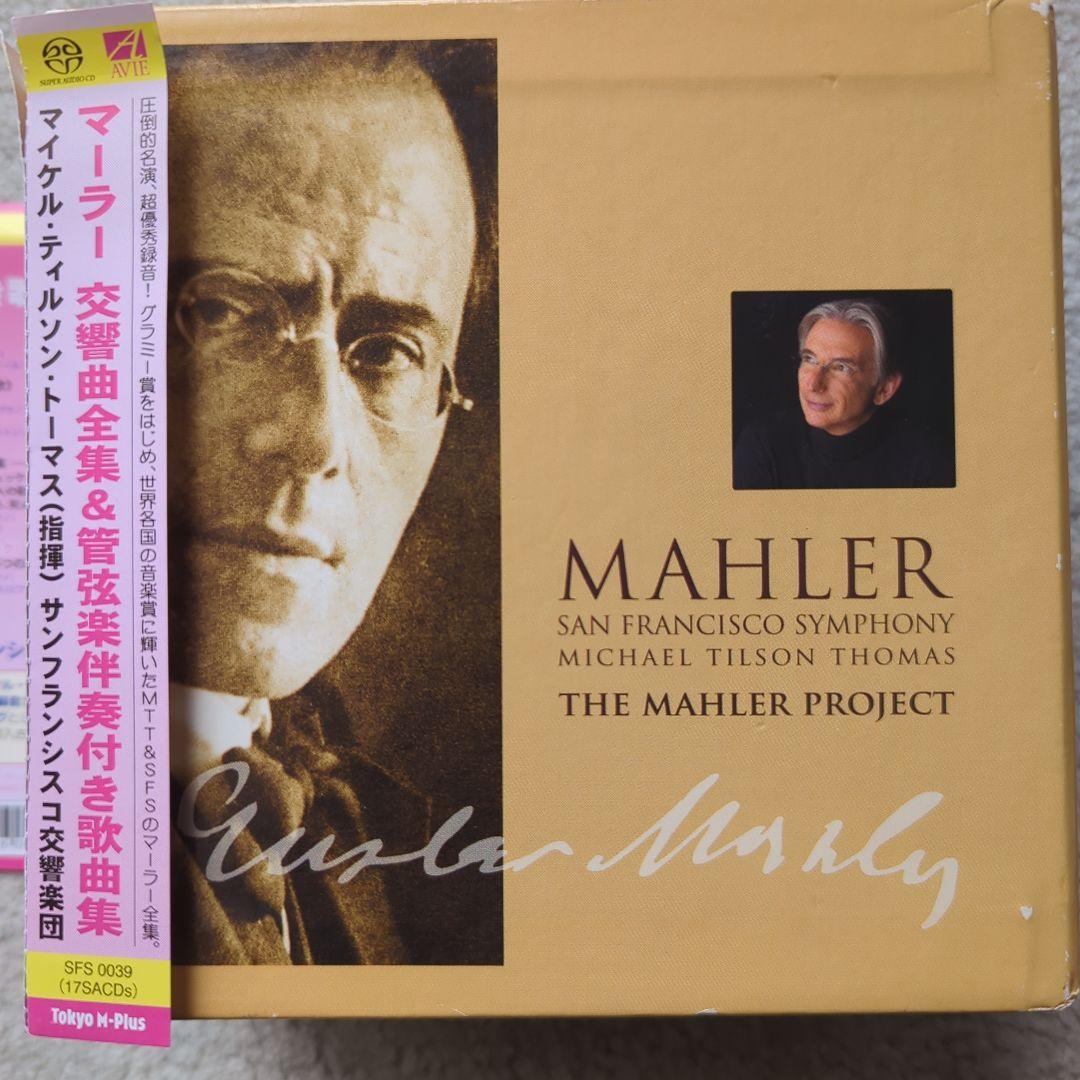 SUPER AUDIO CD
AVIE
圧倒的名演、超優秀録音！グラミー賞をはじめ、世界各国の音楽賞に輝いたMTT&SFSのマーラー全集。
マーラー 交響曲全集&管弦楽伴奏付き歌曲集
マイケル・ティルソン・トーマス(指揮) サンフランシスコ交響楽団
SFS 0039
(17SACDs)
Tokyo M-Plus
MAHLER
SAN FRANCISCO SYMPHONY
MICHAEL TILSON THOMAS
THE MAHLER PROJECT
Gustav Mahler